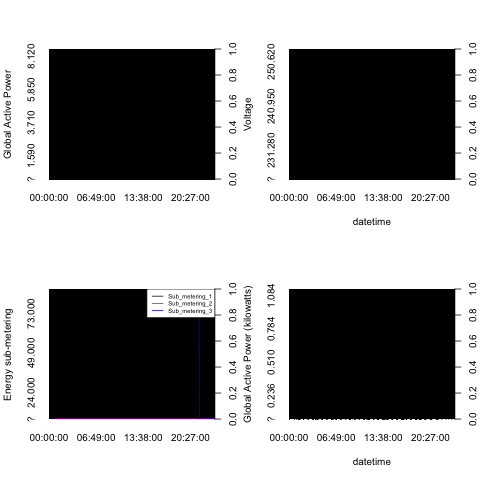 Global Active Power
? 1.590 3.710 5.850 8.120
0.0 0.2 0.4 0.6 0.8 1.0
00:00:00 06:49:00 13:38:00 20:27:00
Voltage
? 231.280 240.950 250.620
0.0 0.2 0.4 0.6 0.8 1.0
00:00:00 06:49:00 13:38:00 20:27:00
datetime
Energy sub-metering
? 24.000 49.000 73.000
Sub_metering_1
Sub_metering_2
Sub_metering_3
0.0 0.2 0.4 0.6 0.8 1.0
00:00:00 06:49:00 13:38:00 20:27:00
Global Active Power (kilowatts)
? 0.236 0.510 0.784 1.084
0.0 0.2 0.4 0.6 0.8 1.0
00:00:00 06:49:00 13:38:00 20:27:00
datetime